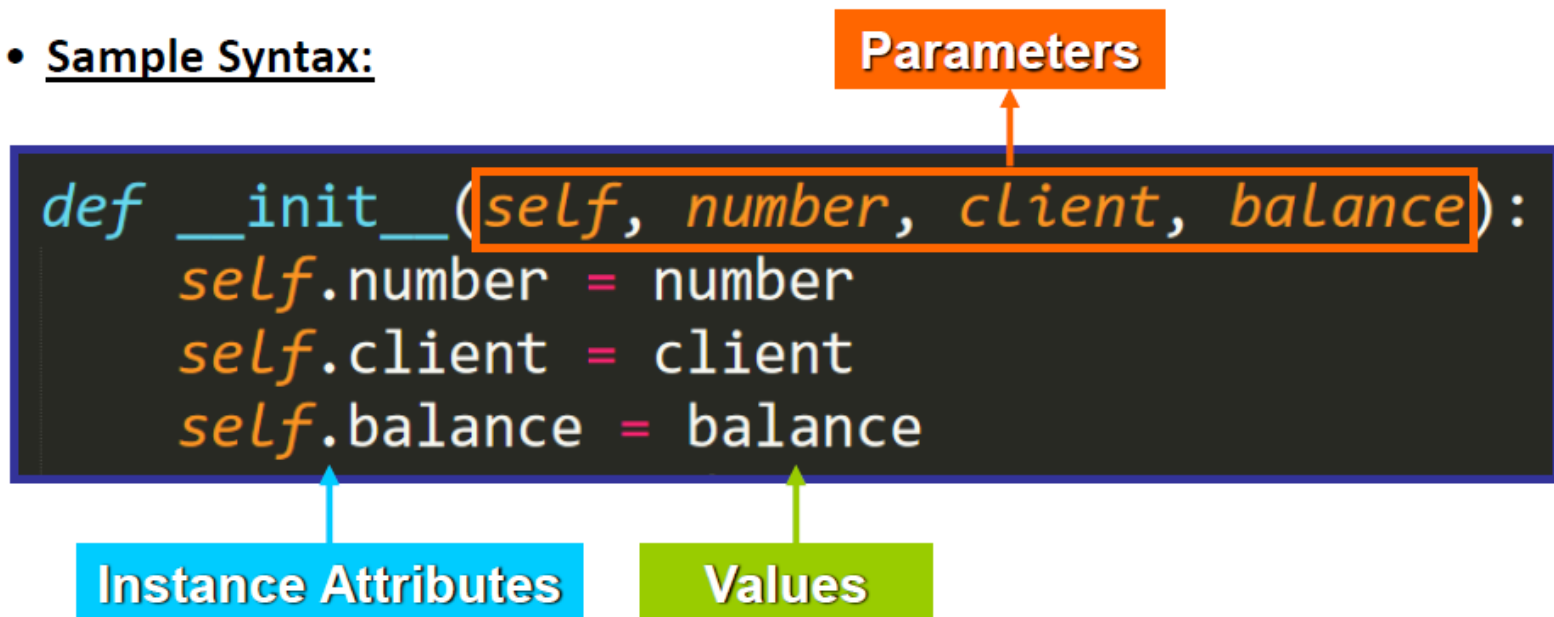 • Sample Syntax:
Parameters
def __init__(self, number, client, balance):
self.number = number
self.client = client
self.balance = balance
Instance Attributes
Values